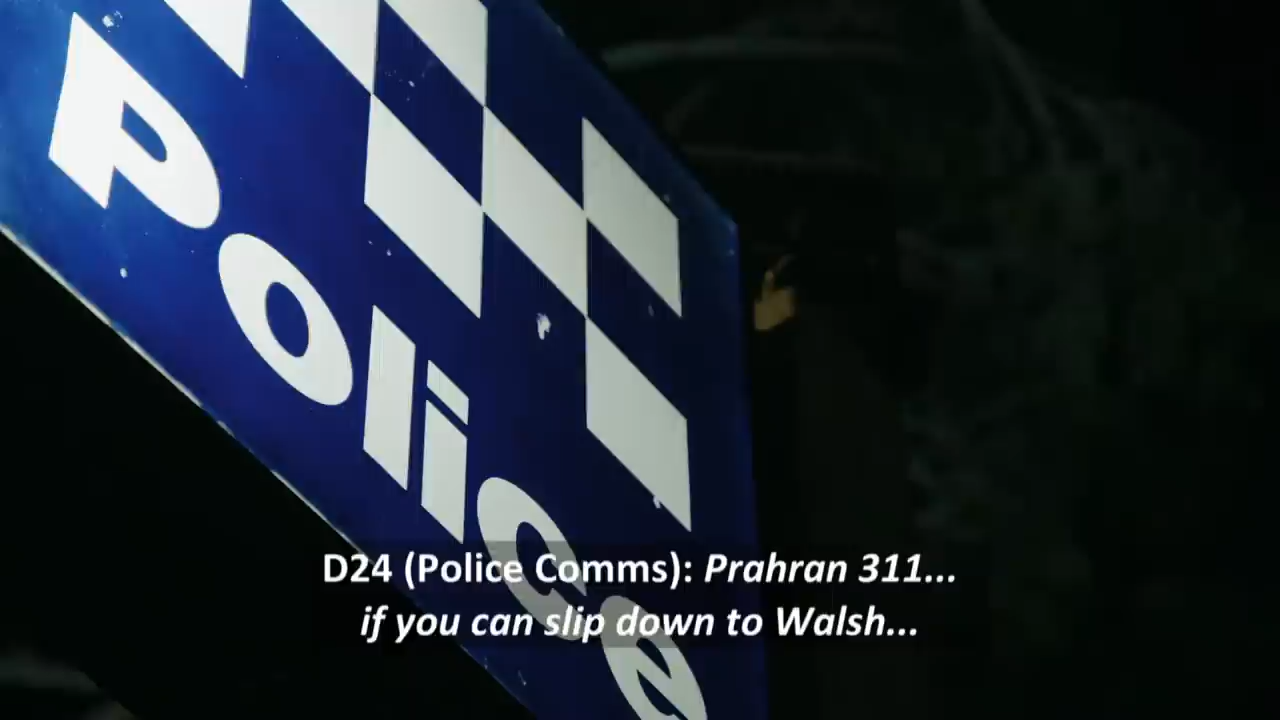 Police
D24 (Police Comms): Prahran 311...
if you can slip down to Walsh...